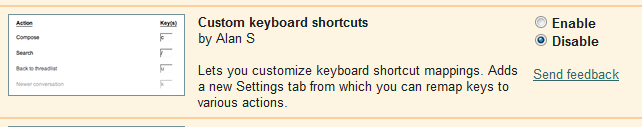 Custom keyboard shortcuts
by Alan S
Lets you customize keyboard shortcut mappings. Adds
a new Settings tab from which you can remap keys to
various actions.
Action Key(s)
Compose c
Search /
Back to threadlist u
Newer conversation k
Enable
Disable
Send feedback